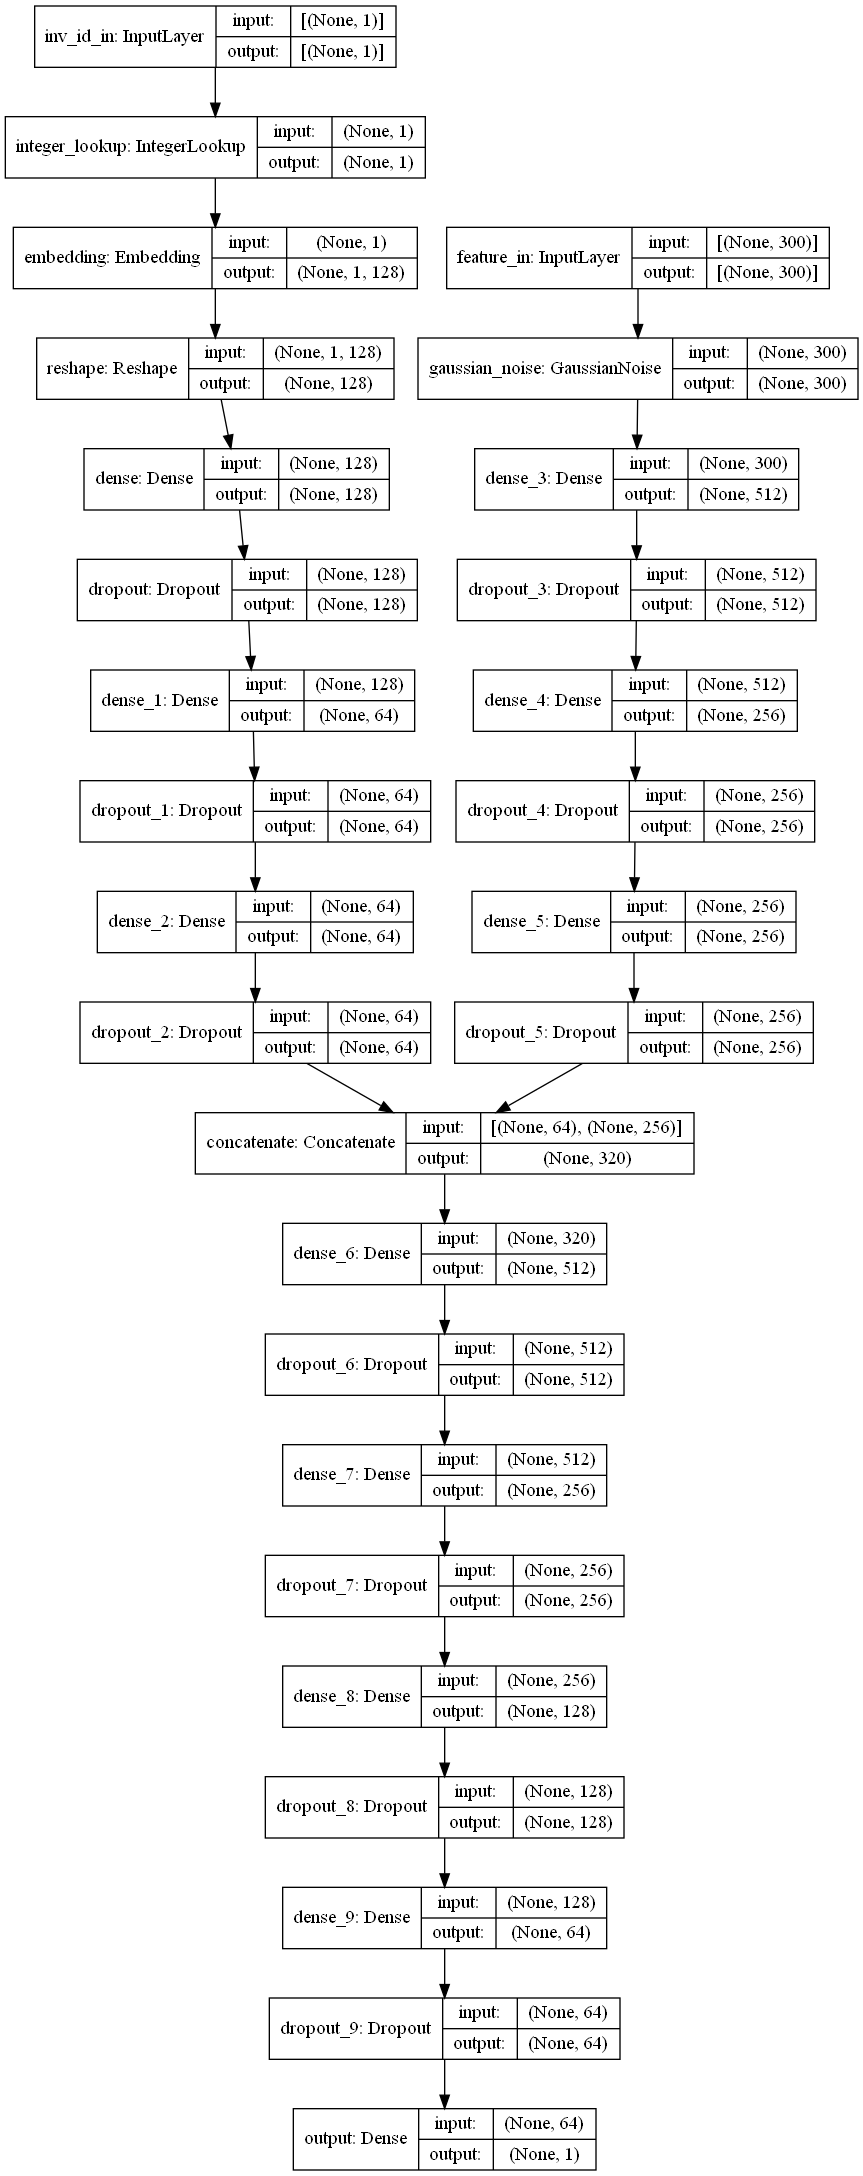 inv_id_in: InputLayer
input: [(None, 1)]
output: [(None, 1)]
integer_lookup: IntegerLookup
input: (None, 1)
output: (None, 1)
embedding: Embedding
input: (None, 1)
output: (None, 1, 128)
feature_in: InputLayer
input: [(None, 300)]
output: [(None, 300)]
reshape: Reshape
input: (None, 1, 128)
output: (None, 128)
gaussian_noise: GaussianNoise
input: (None, 300)
output: (None, 300)
dense: Dense
input: (None, 128)
output: (None, 128)
dense_3: Dense
input: (None, 300)
output: (None, 512)
dropout: Dropout
input: (None, 128)
output: (None, 128)
dropout_3: Dropout
input: (None, 512)
output: (None, 512)
dense_1: Dense
input: (None, 128)
output: (None, 64)
dense_4: Dense
input: (None, 512)
output: (None, 256)
dropout_1: Dropout
input: (None, 64)
output: (None, 64)
dropout_4: Dropout
input: (None, 256)
output: (None, 256)
dense_2: Dense
input: (None, 64)
output: (None, 64)
dense_5: Dense
input: (None, 256)
output: (None, 256)
dropout_2: Dropout
input: (None, 64)
output: (None, 64)
dropout_5: Dropout
input: (None, 256)
output: (None, 256)
concatenate: Concatenate
input: [(None, 64), (None, 256)]
output: (None, 320)
dense_6: Dense
input: (None, 320)
output: (None, 512)
dropout_6: Dropout
input: (None, 512)
output: (None, 512)
dense_7: Dense
input: (None, 512)
output: (None, 256)
dropout_7: Dropout
input: (None, 256)
output: (None, 256)
dense_8: Dense
input: (None, 256)
output: (None, 128)
dropout_8: Dropout
input: (None, 128)
output: (None, 128)
dense_9: Dense
input: (None, 128)
output: (None, 64)
dropout_9: Dropout
input: (None, 64)
output: (None, 64)
output: Dense
input: (None, 64)
output: (None, 1)